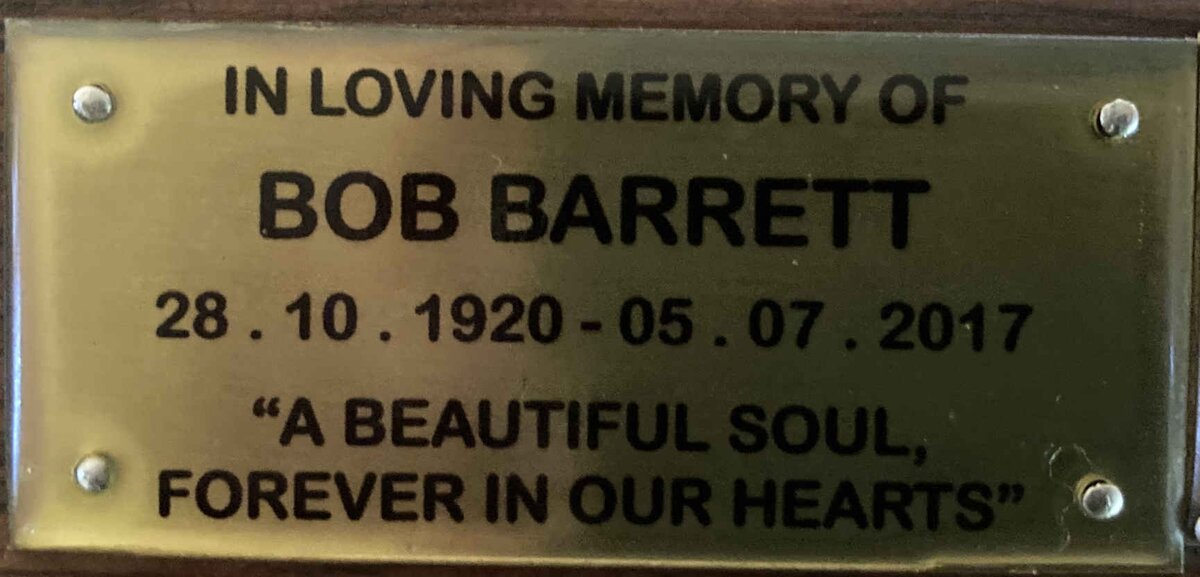 IN LOVING MEMORY OF
BOB BARRETT
28 . 10 . 1920 - 05 . 07 . 2017
“A BEAUTIFUL SOUL,
FOREVER IN OUR HEARTS”